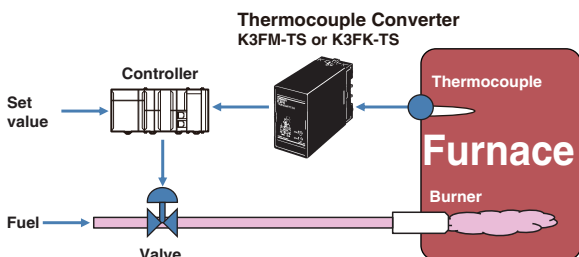 Thermocouple Converter
K3FM-TS or K3FK-TS
Controller
Thermocouple
Set
value
Furnace
Burner
Fuel
Valve